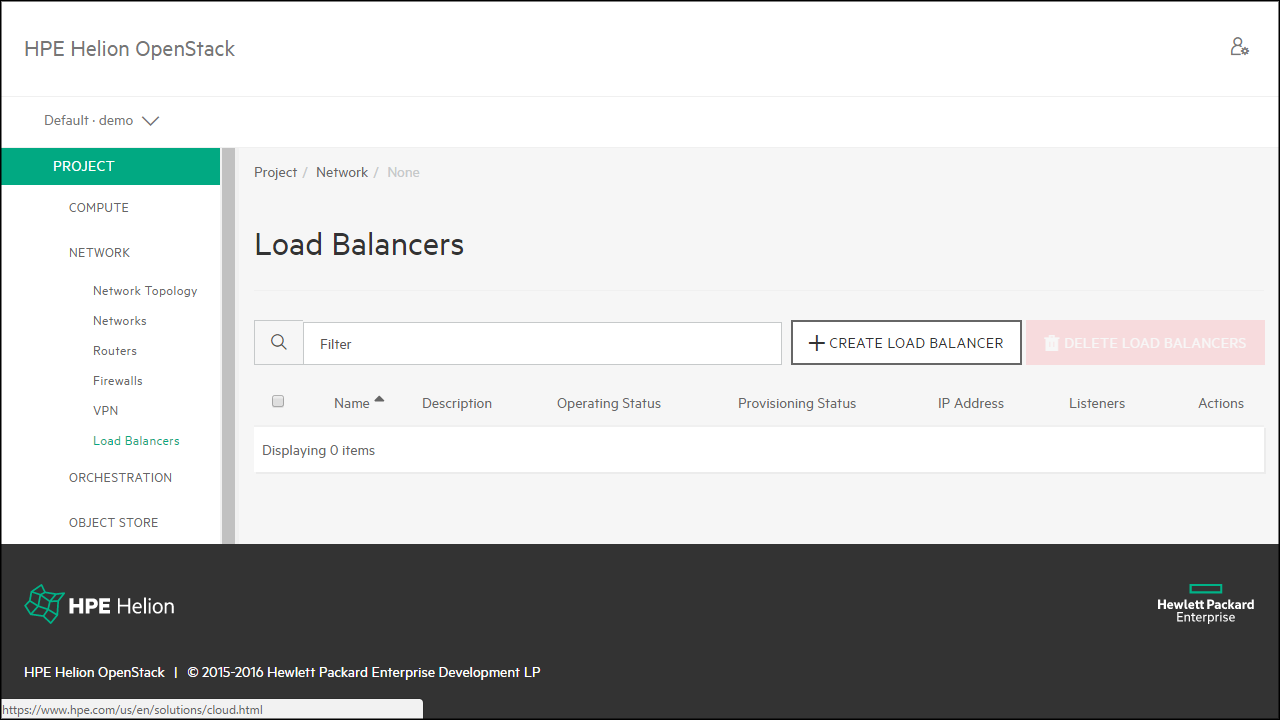 HPE Helion OpenStack
Default · demo
PROJECT
COMPUTE
NETWORK
Network Topology
Networks
Routers
Firewalls
VPN
Load Balancers
ORCHESTRATION
OBJECT STORE
Project / Network / None
Load Balancers
Filter
CREATE LOAD BALANCER
DELETE LOAD BALANCERS
Name Description Operating Status Provisioning Status IP Address Listeners Actions
Displaying 0 items
HPE Helion
Hewlett Packard
Enterprise
HPE Helion OpenStack | © 2015-2016 Hewlett Packard Enterprise Development LP
https://www.hpe.com/us/en/solutions/cloud.html